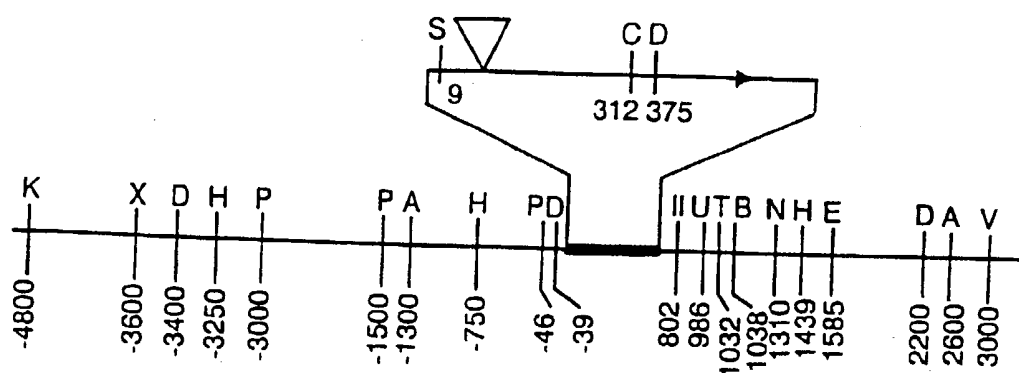 S C D
9 312 375
K X D H P P A H P D II U T B N H E D A V
-4800 -3600 -3400 -3250 -3000 -1500 -1300 -750 -46 -39 802 986 1032 1038 1310 1439 1585 2200 2600 3000